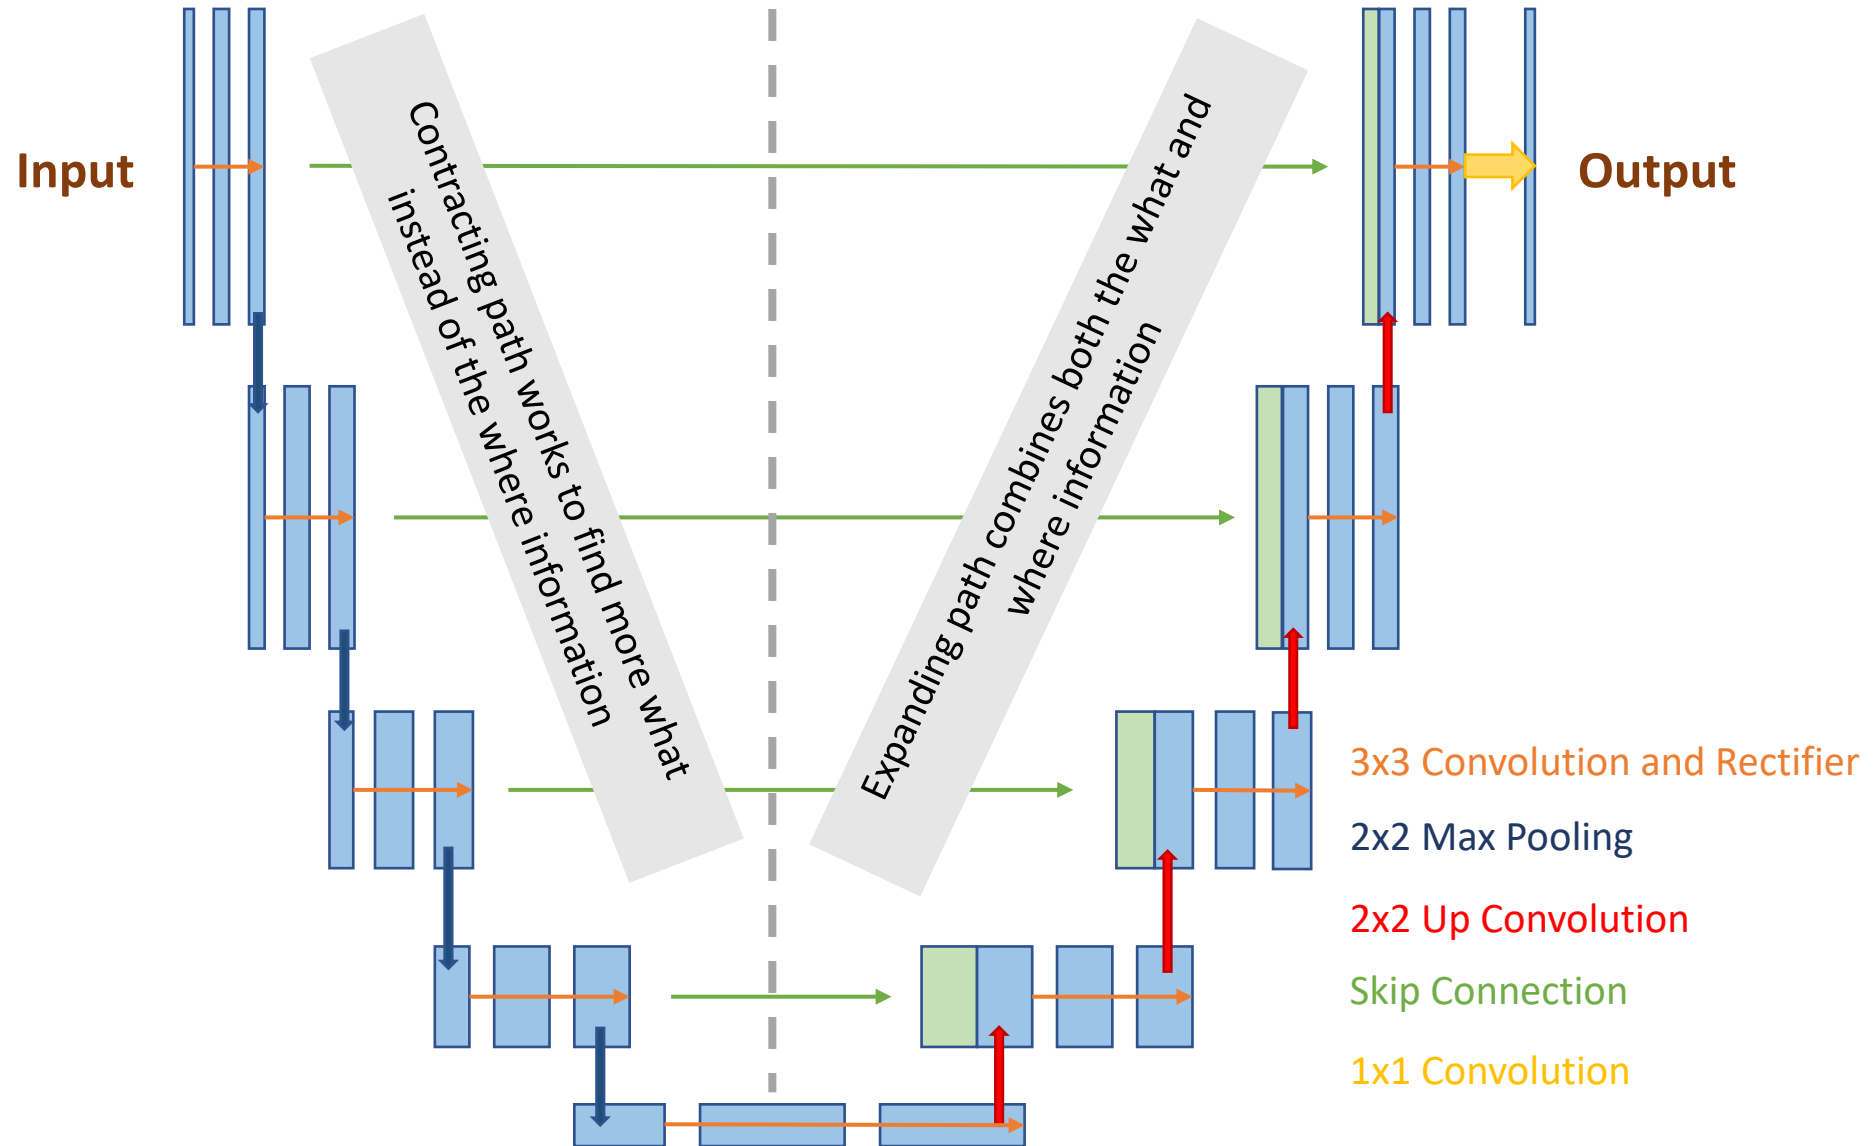 Input
Contracting path works to find more what
instead of the where information
Expanding path combines both the what and
where information
Output
3x3 Convolution and Rectifier
2x2 Max Pooling
2x2 Up Convolution
Skip Connection
1x1 Convolution